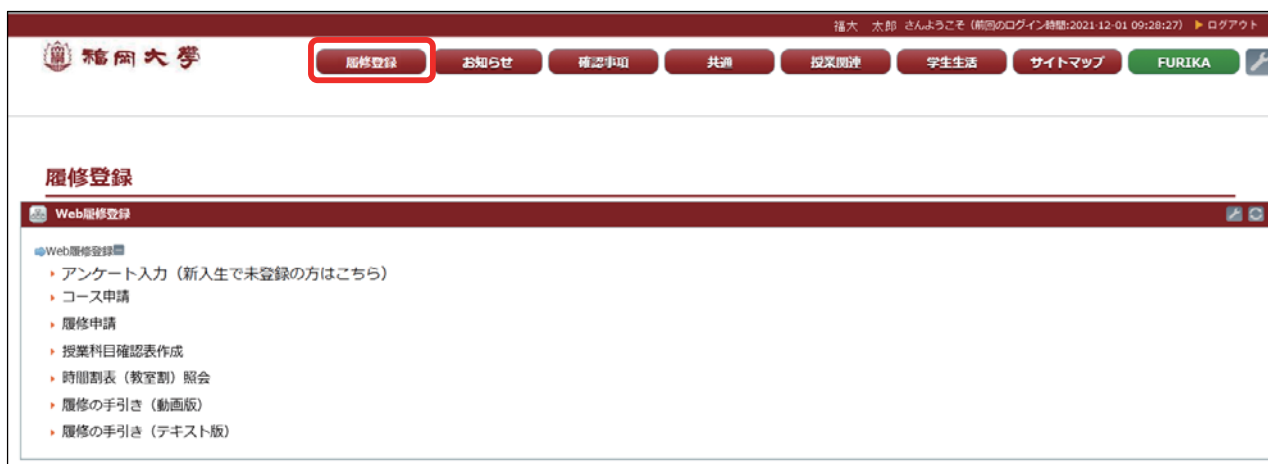 福大 太郎 さんようこそ (前回のログイン時間:2021-12-01 09:28:27) ログアウト
福岡大學
履修登録 お知らせ 確認事項 共通 授業関連 学生生活 サイトマップ FURIKA
履修登録
Web履修登録
Web履修登録
アンケート入力（新入生で未登録の方はこちら）
コース申請
履修申請
授業科目確認表作成
時間割表（教室割）照会
履修の手引き（動画版）
履修の手引き（テキスト版）